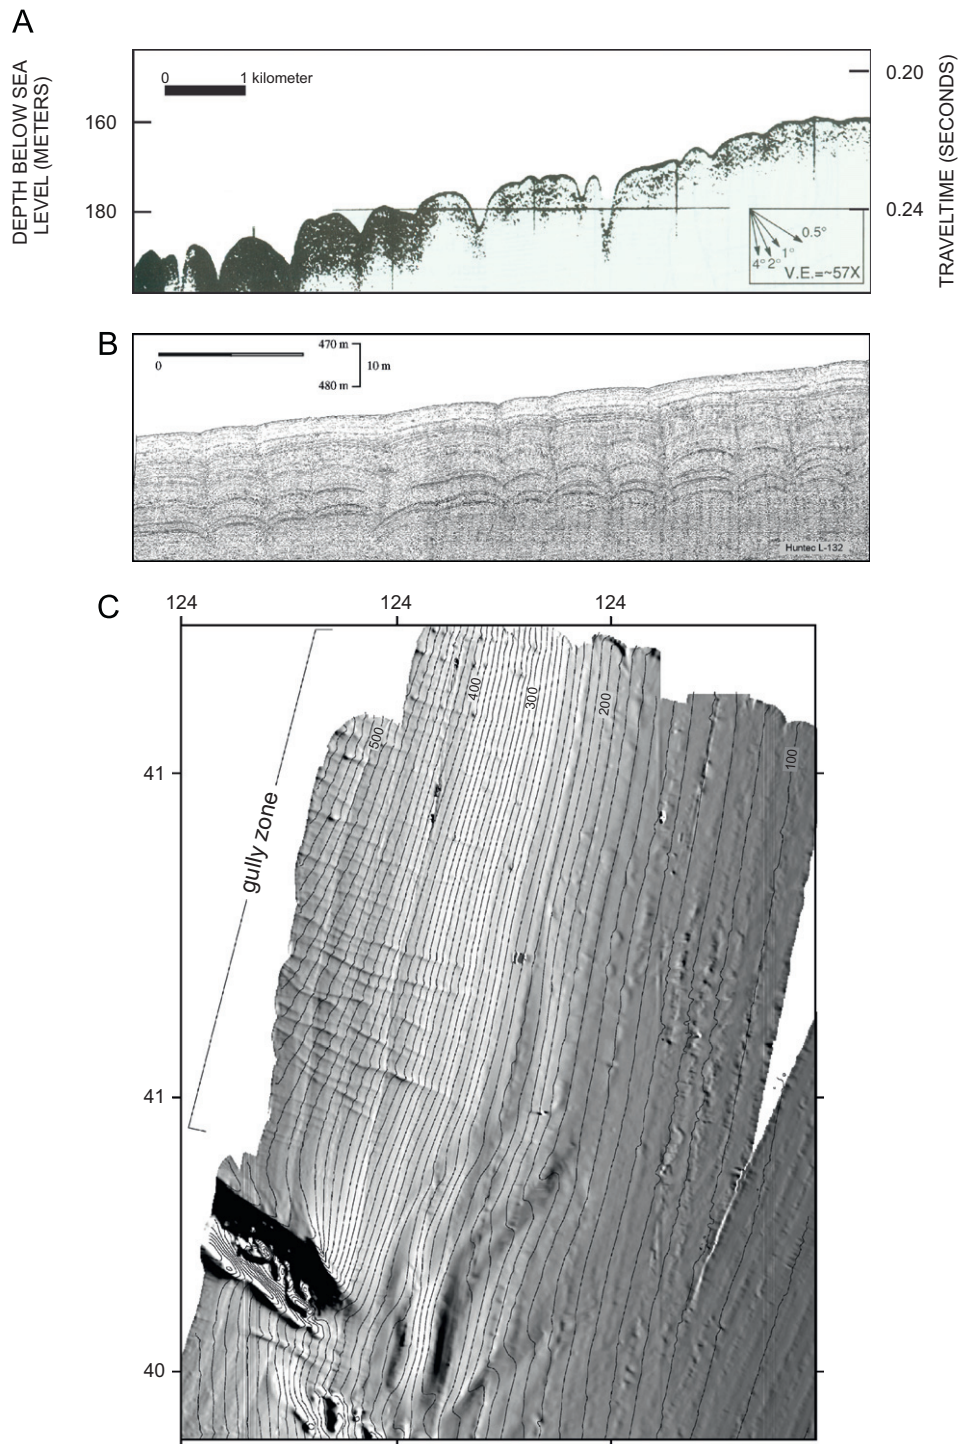 A
DEPTH BELOW SEA
LEVEL (METERS)
0 1 kilometer
160
180
0.20
0.24
TRAVELTIME (SECONDS)
0.5°
1°
4° 2°
V.E.=~57X
B
0
470 m
480 m
10 m
Huntec L-132
C
124 124 124
gully zone
500
400
300
200
100
41
41
40